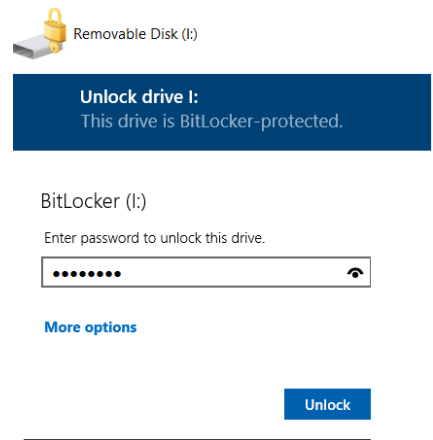 Removable Disk (I:)
Unlock drive I:
This drive is BitLocker-protected.
BitLocker (I:)
Enter password to unlock this drive.
••••••••
More options
Unlock